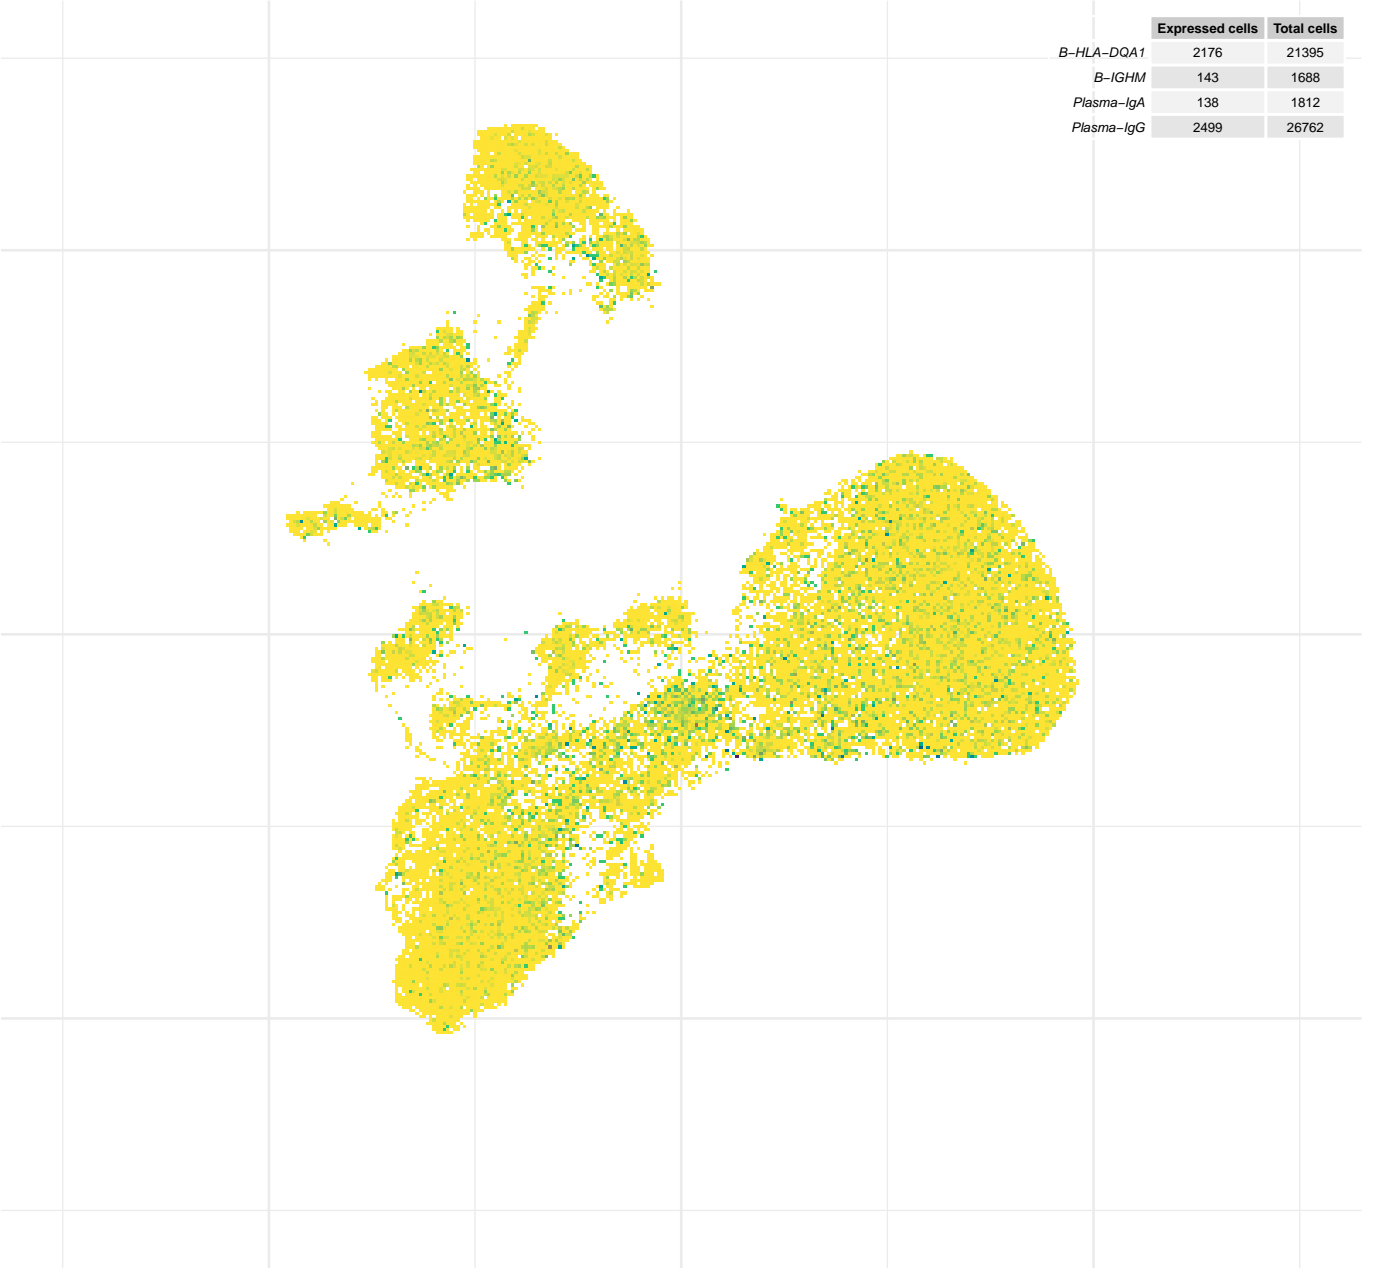 Expressed cells Total cells
B−HLA−DQA1 2176 21395
B−IGHM 143 1688
Plasma−IgA 138 1812
Plasma−IgG 2499 26762